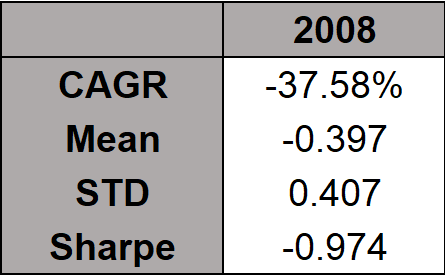 2008
CAGR -37.58%
Mean -0.397
STD 0.407
Sharpe -0.974